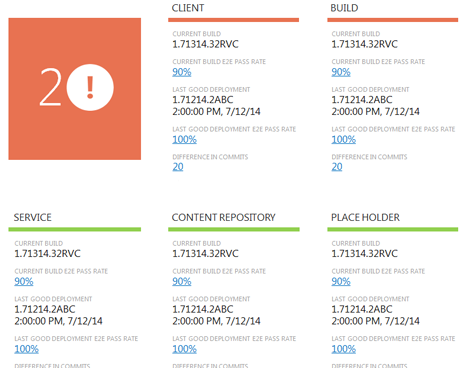 2!
CLIENT
CURRENT BUILD
1.71314.32RVC
CURRENT BUILD E2E PASS RATE
90%
LAST GOOD DEPLOYMENT
1.71214.2ABC
2:00:00 PM, 7/12/14
LAST GOOD DEPLOYMENT E2E PASS RATE
100%
DIFFERENCE IN COMMITS
20
BUILD
CURRENT BUILD
1.71314.32RVC
CURRENT BUILD E2E PASS RATE
90%
LAST GOOD DEPLOYMENT
1.71214.2ABC
2:00:00 PM, 7/12/14
LAST GOOD DEPLOYMENT E2E PASS RATE
100%
DIFFERENCE IN COMMITS
20
SERVICE
CURRENT BUILD
1.71314.32RVC
CURRENT BUILD E2E PASS RATE
90%
LAST GOOD DEPLOYMENT
1.71214.2ABC
2:00:00 PM, 7/12/14
LAST GOOD DEPLOYMENT E2E PASS RATE
100%
DIFFERENCE IN COMMITS
CONTENT REPOSITORY
CURRENT BUILD
1.71314.32RVC
CURRENT BUILD E2E PASS RATE
90%
LAST GOOD DEPLOYMENT
1.71214.2ABC
2:00:00 PM, 7/12/14
LAST GOOD DEPLOYMENT E2E PASS RATE
100%
DIFFERENCE IN COMMITS
PLACE HOLDER
CURRENT BUILD
1.71314.32RVC
CURRENT BUILD E2E PASS RATE
90%
LAST GOOD DEPLOYMENT
1.71214.2ABC
2:00:00 PM, 7/12/14
LAST GOOD DEPLOYMENT E2E PASS RATE
100%
DIFFERENCE IN COMMITS